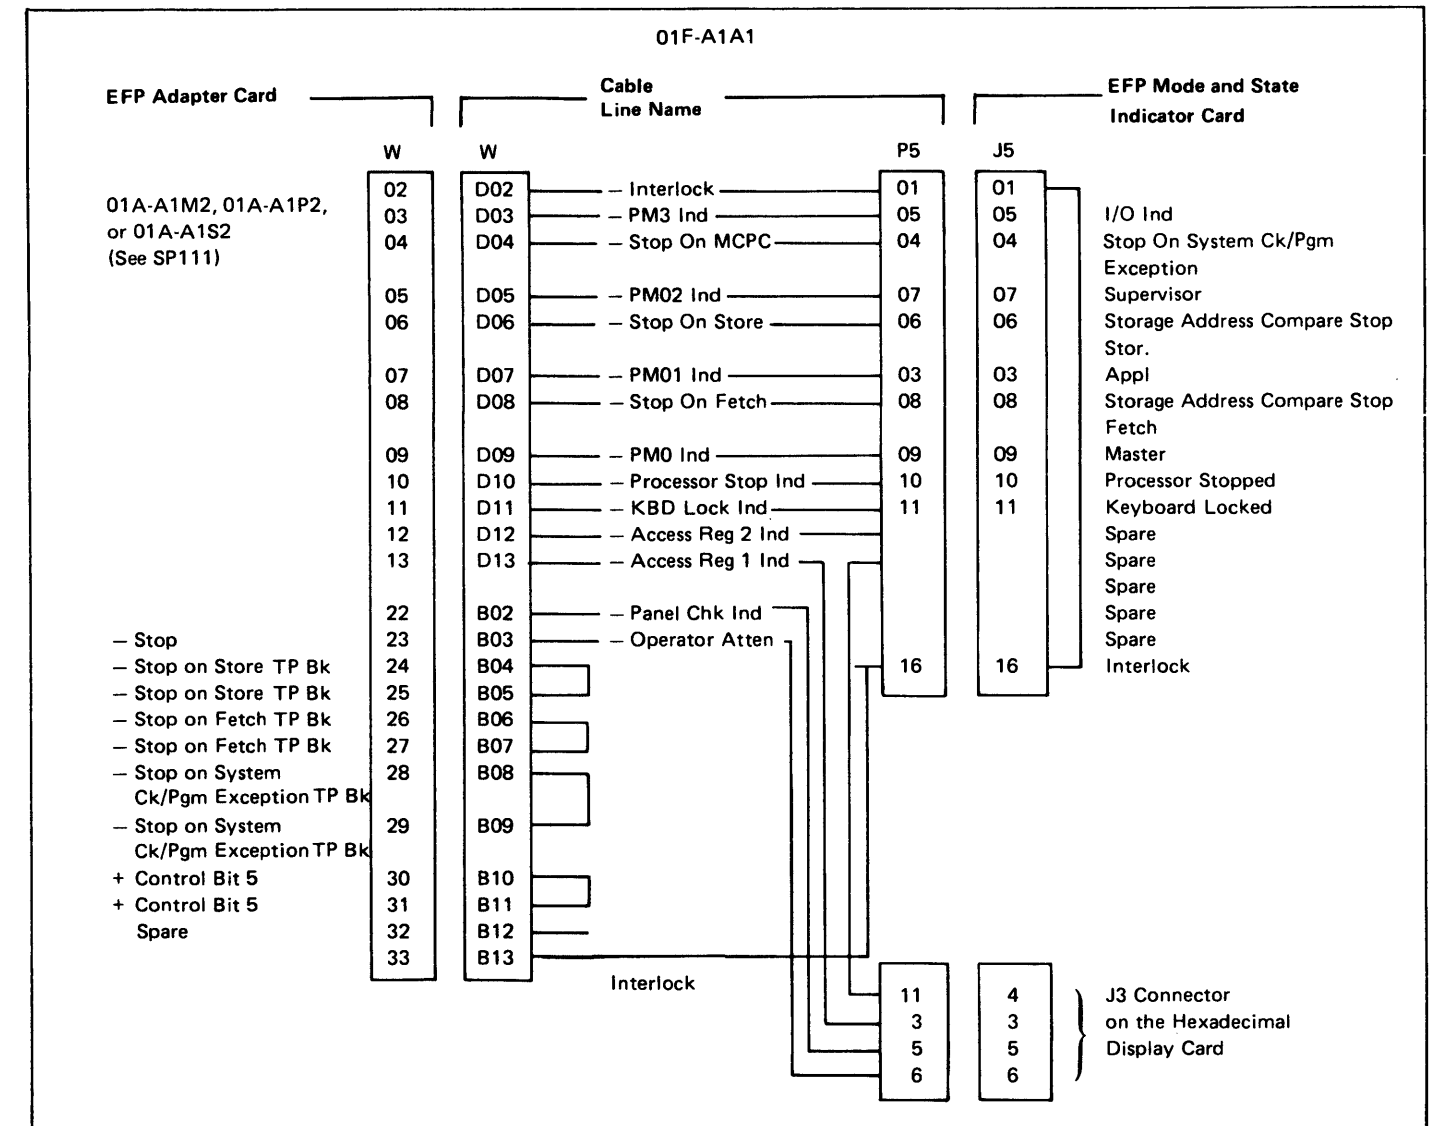 01F-A1A1
EFP Adapter Card
Cable
Line Name
EFP Mode and State
Indicator Card
W W P5 J5
01A-A1M2, 01A-A1P2,
or 01A-A1S2
(See SP111)
02 D02 – Interlock 01 01
03 D03 – PM3 Ind 05 05 I/O Ind
04 D04 – Stop On MCPC 04 04 Stop On System Ck/Pgm
Exception
05 D05 – PM02 Ind 07 07 Supervisor
06 D06 – Stop On Store 06 06 Storage Address Compare Stop
Stor.
07 D07 – PM01 Ind 03 03 Appl
08 D08 – Stop On Fetch 08 08 Storage Address Compare Stop
Fetch
09 D09 – PM0 Ind 09 09 Master
10 D10 – Processor Stop Ind 10 10 Processor Stopped
11 D11 – KBD Lock Ind 11 11 Keyboard Locked
12 D12 – Access Reg 2 Ind Spare
13 D13 – Access Reg 1 Ind Spare
Spare
22 B02 – Panel Chk Ind Spare
– Stop 23 B03 – Operator Atten Spare
– Stop on Store TP Bk 24 B04 16 16 Interlock
– Stop on Store TP Bk 25 B05
– Stop on Fetch TP Bk 26 B06
– Stop on Fetch TP Bk 27 B07
– Stop on System 28 B08
Ck/Pgm Exception TP Bk
– Stop on System 29 B09
Ck/Pgm Exception TP Bk
+ Control Bit 5 30 B10
+ Control Bit 5 31 B11
Spare 32 B12
33 B13
Interlock
11 4 J3 Connector
3 3 on the Hexadecimal
5 5 Display Card
6 6